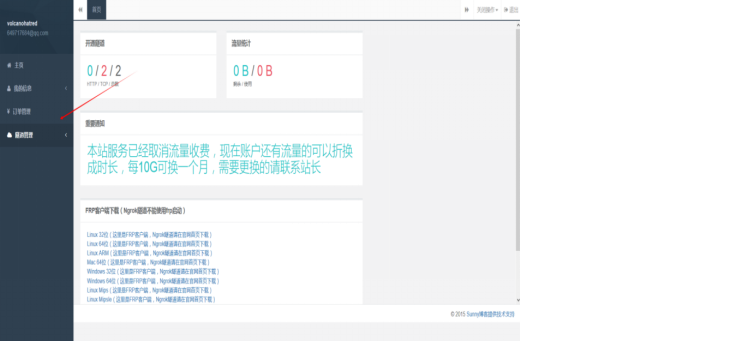 volcanohatred
首页
关闭操作
退出
主页
我的信息
订单管理
隧道管理
开通隧道
0 / 2 / 2
HTTP / TCP / 总数
流量统计
0 B / 0 B
剩余 / 使用
重要通知
本站服务已经取消流量收费，现在账户还有流量的可以折换
成时长，每10G可换一个月，需要更换的请联系站长
FRP客户端下载（Ngrok隧道不能使用frp启动）
Linux 32位（这里是FRP客户端，Ngrok隧道请在官网首页下载）
Linux 64位（这里是FRP客户端，Ngrok隧道请在官网首页下载）
Linux ARM（这里是FRP客户端，Ngrok隧道请在官网首页下载）
Mac 64位（这里是FRP客户端，Ngrok隧道请在官网首页下载）
Windows 32位（这里是FRP客户端，Ngrok隧道请在官网首页下载）
Windows 64位（这里是FRP客户端，Ngrok隧道请在官网首页下载）
Linux Mips（这里是FRP客户端，Ngrok隧道请在官网首页下载）
Linux Mipsle（这里是FRP客户端，Ngrok隧道请在官网首页下载）
© 2015 Sunny博客提供技术支持